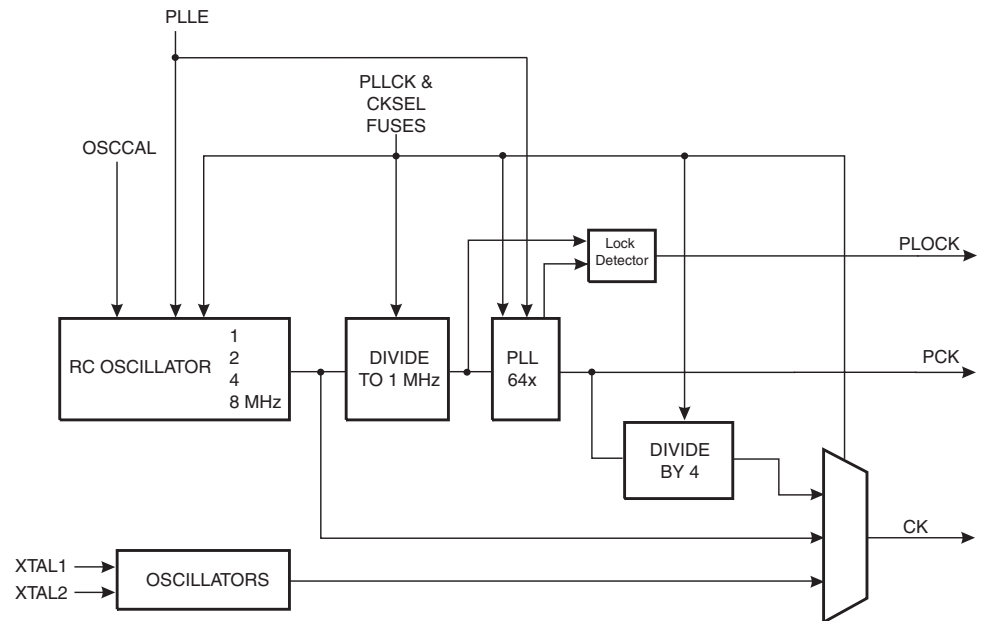 PLLE
PLLCK &
CKSEL
FUSES
OSCCAL
Lock
Detector
PLOCK
RC OSCILLATOR
1
2
4
8 MHz
DIVIDE
TO 1 MHz
PLL
64x
PCK
DIVIDE
BY 4
CK
XTAL1
XTAL2
OSCILLATORS